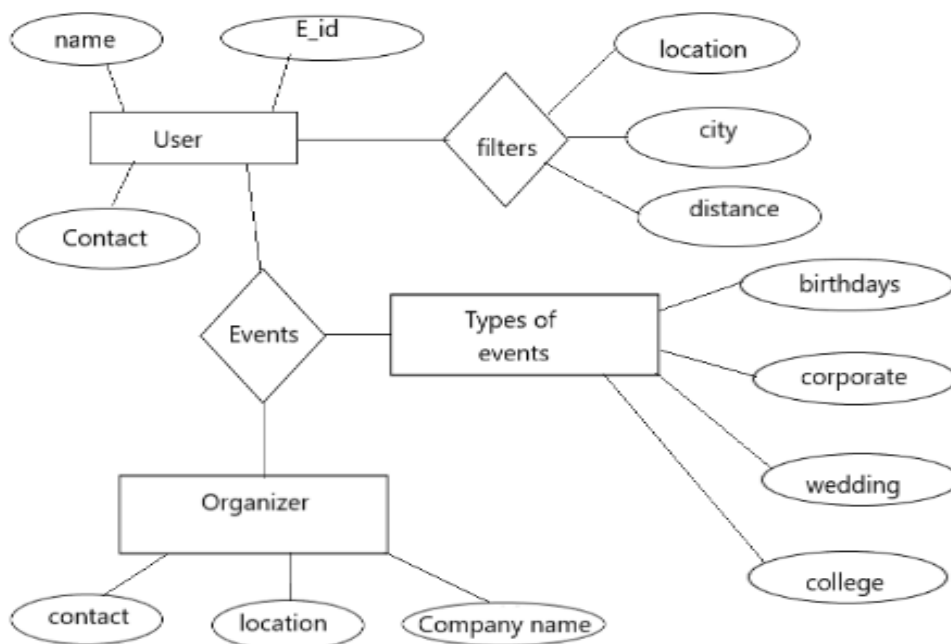 name
E_id
location
User
filters
city
Contact
distance
Events
Types of
events
birthdays
corporate
Organizer
wedding
contact
location
Company name
college